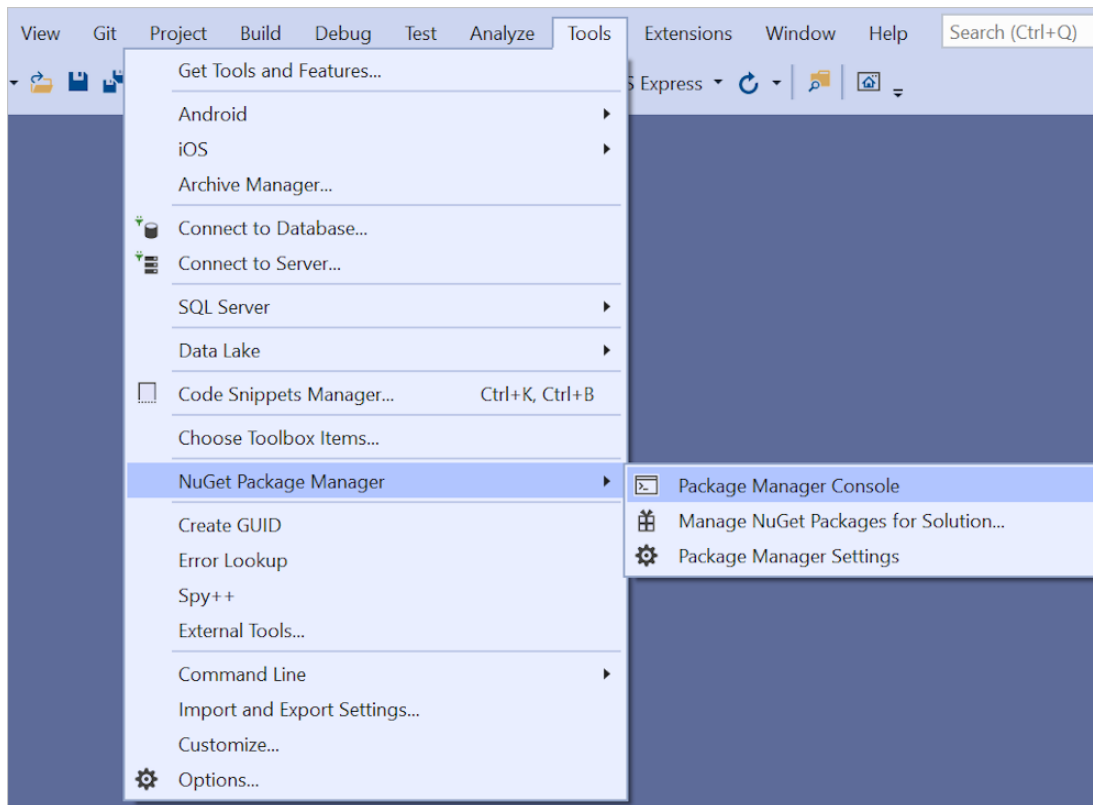 View Git Project Build Debug Test Analyze Tools Extensions Window Help Search (Ctrl+Q)
Get Tools and Features...
Express
Android
iOS
Archive Manager...
Connect to Database...
Connect to Server...
SQL Server
Data Lake
Code Snippets Manager... Ctrl+K, Ctrl+B
Choose Toolbox Items...
NuGet Package Manager
Package Manager Console
Manage NuGet Packages for Solution...
Package Manager Settings
Create GUID
Error Lookup
Spy++
External Tools...
Command Line
Import and Export Settings...
Customize...
Options...